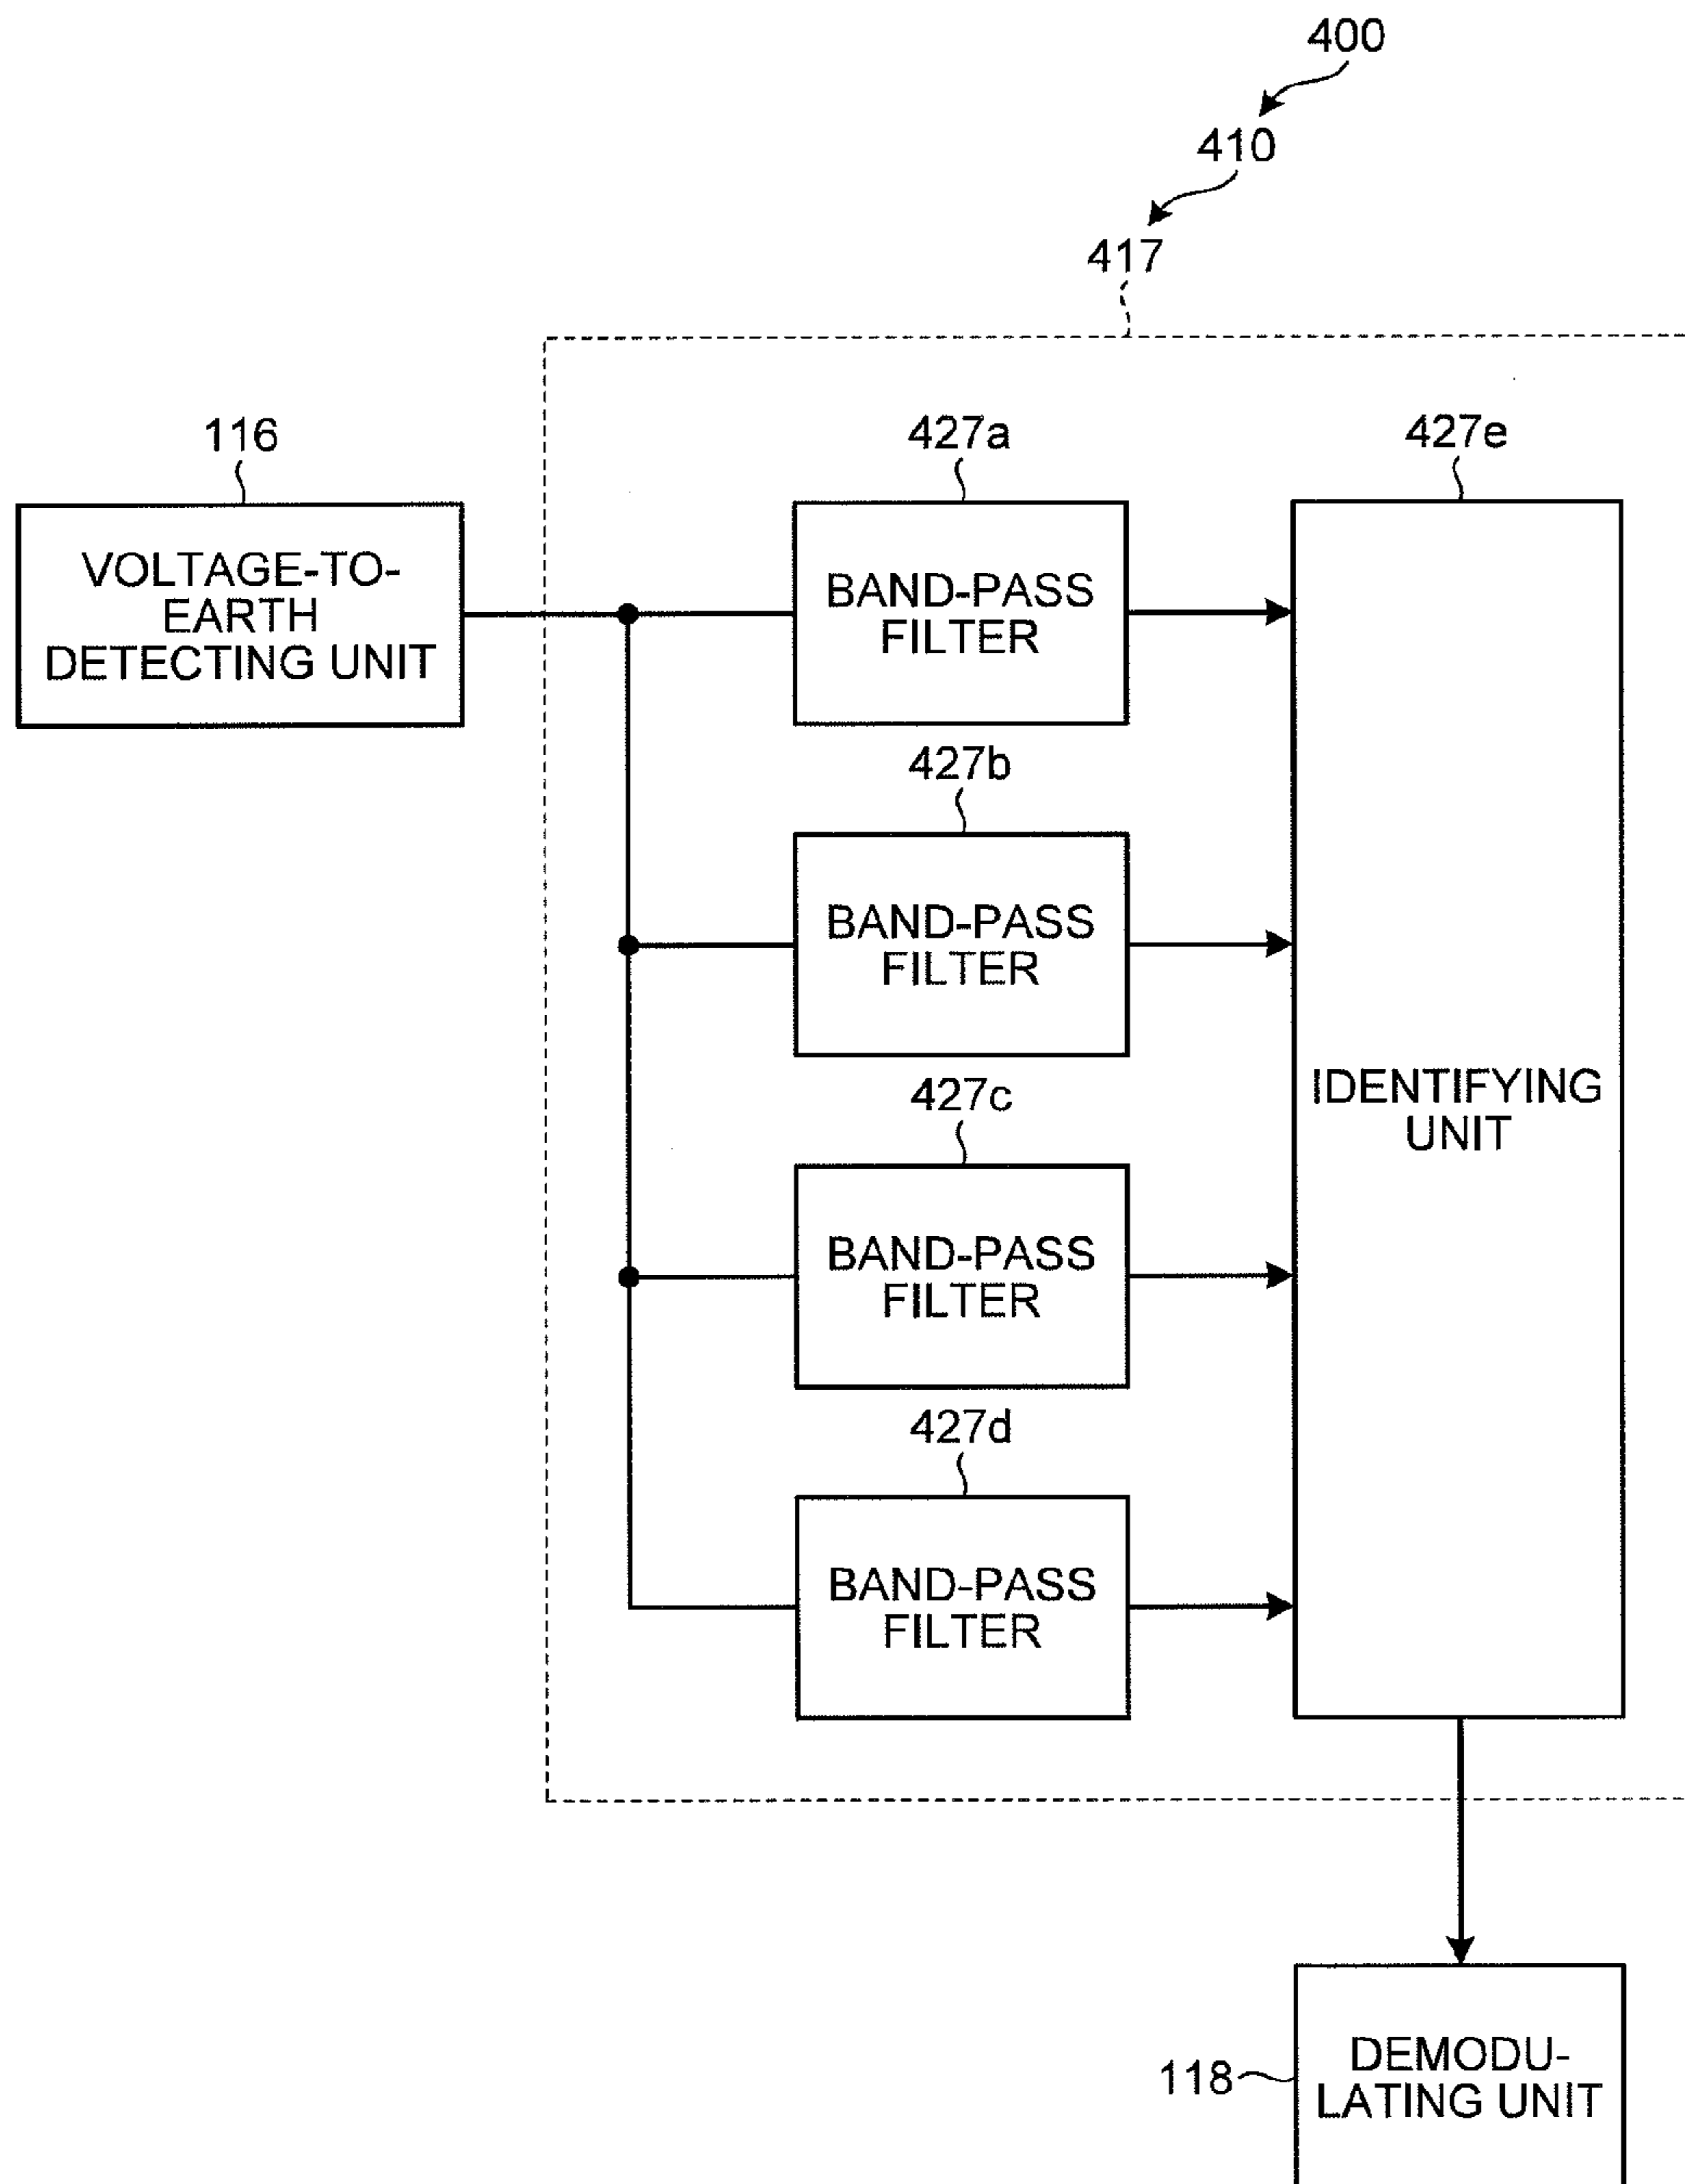 400
410
417
116
427a
427e
VOLTAGE-TO-
EARTH
DETECTING UNIT
BAND-PASS
FILTER
427b
BAND-PASS
FILTER
427c
BAND-PASS
FILTER
427d
BAND-PASS
FILTER
IDENTIFYING
UNIT
118
DEMODU-
LATING UNIT